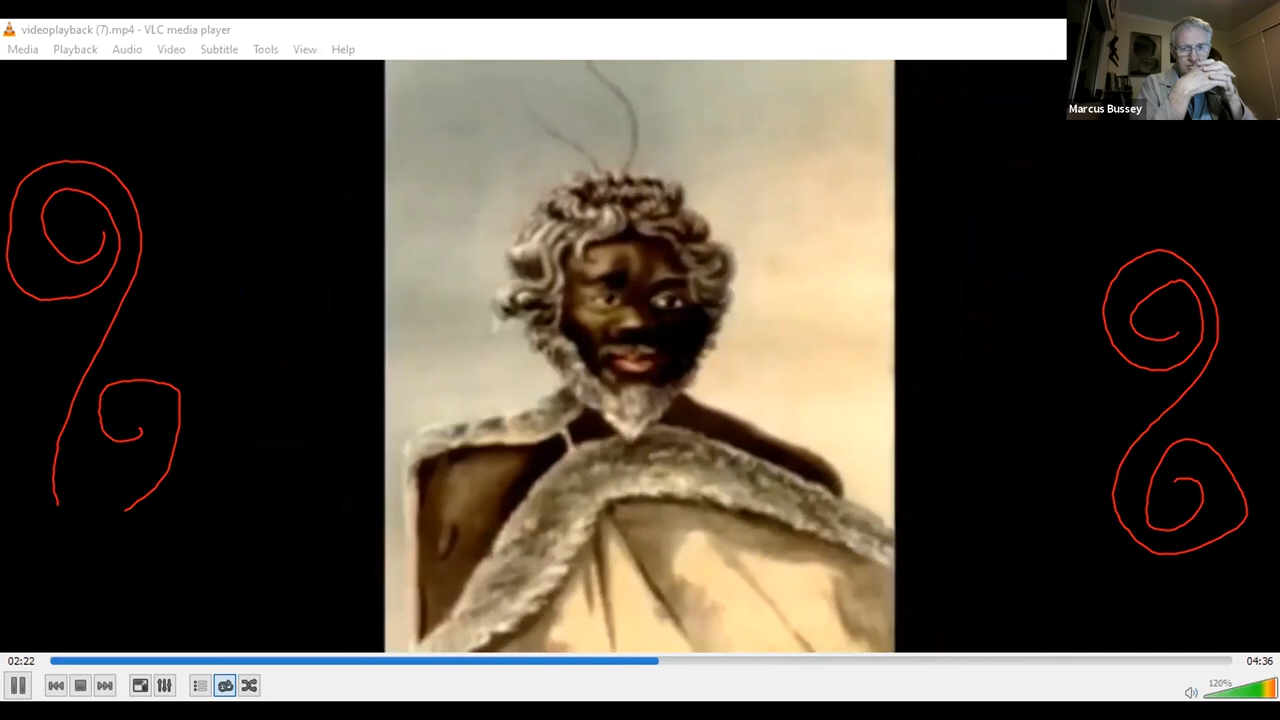 videoplayback (7).mp4 - VLC media player
Media Playback Audio Video Subtitle Tools View Help
Marcus Bussey
02:22
04:36
120%